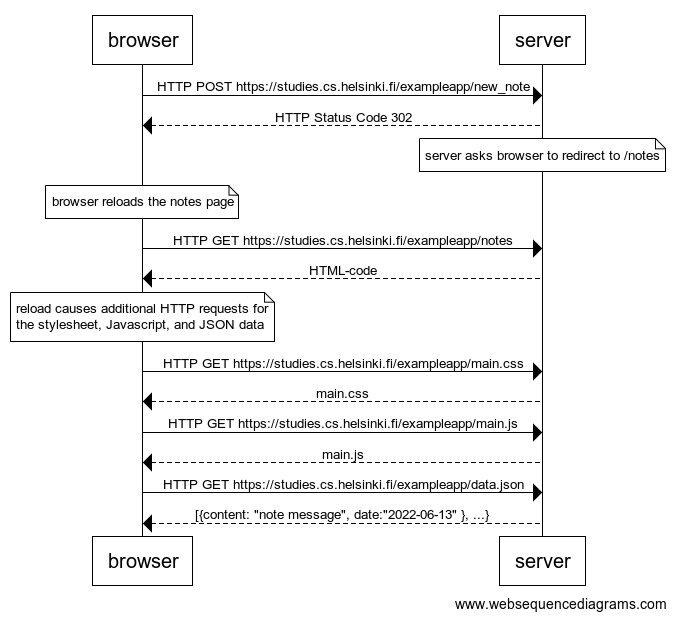 browser
server
HTTP POST https://studies.cs.helsinki.fi/exampleapp/new_note
HTTP Status Code 302
server asks browser to redirect to /notes
browser reloads the notes page
HTTP GET https://studies.cs.helsinki.fi/exampleapp/notes
HTML-code
reload causes additional HTTP requests for
the stylesheet, Javascript, and JSON data
HTTP GET https://studies.cs.helsinki.fi/exampleapp/main.css
main.css
HTTP GET https://studies.cs.helsinki.fi/exampleapp/main.js
main.js
HTTP GET https://studies.cs.helsinki.fi/exampleapp/data.json
[{content: "note message", date:"2022-06-13" }, ...}
browser
server
www.websequencediagrams.com